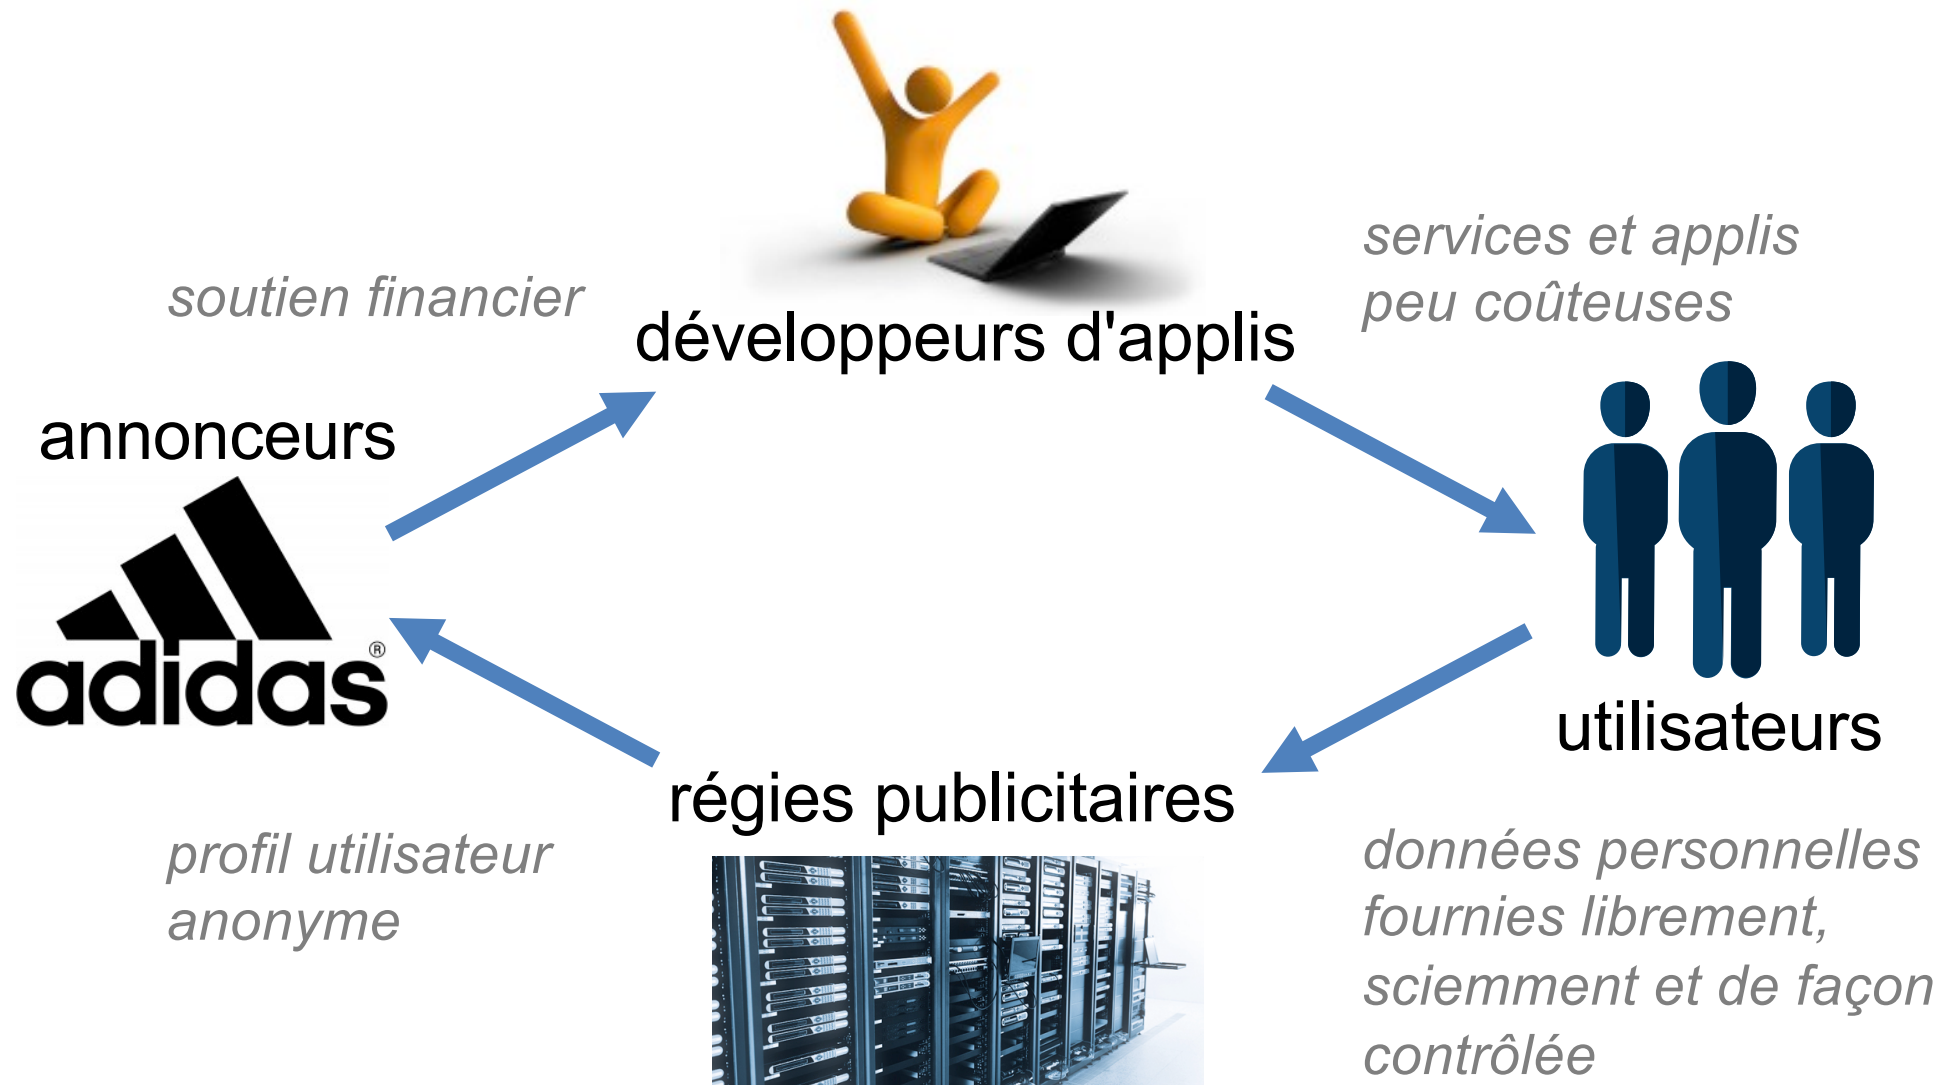 services et applis
peu coûteuses
soutien financier
développeurs d'applis
annonceurs
adidas®
utilisateurs
régies publicitaires
profil utilisateur
anonyme
données personnelles
fournies librement,
sciemment et de façon
contrôlée